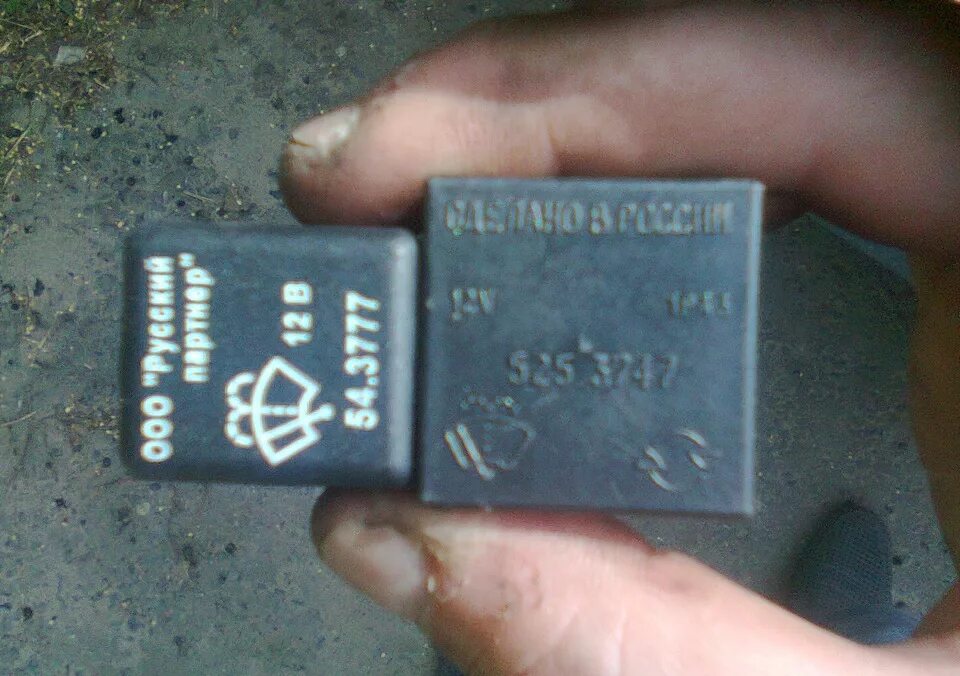 ООО "Русский
партнер"
12 В
54.3777
СДЕЛАНО В РОССИИ
12V
525.3747